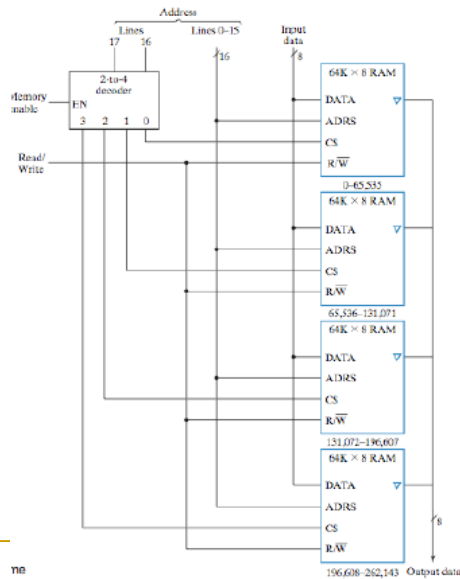 Address
Lines
Lines 0–15
Input
data
17 16
16
8
2-to-4
decoder
EN
3 2 1 0
Read/
Write
64K × 8 RAM
DATA
ADRS
CS
R/W̅
0–65,535
64K × 8 RAM
DATA
ADRS
CS
R/W̅
65,536–131,071
64K × 8 RAM
DATA
ADRS
CS
R/W̅
131,072–196,607
64K × 8 RAM
DATA
ADRS
CS
R/W̅
8
196,608–262,143 Output data
me